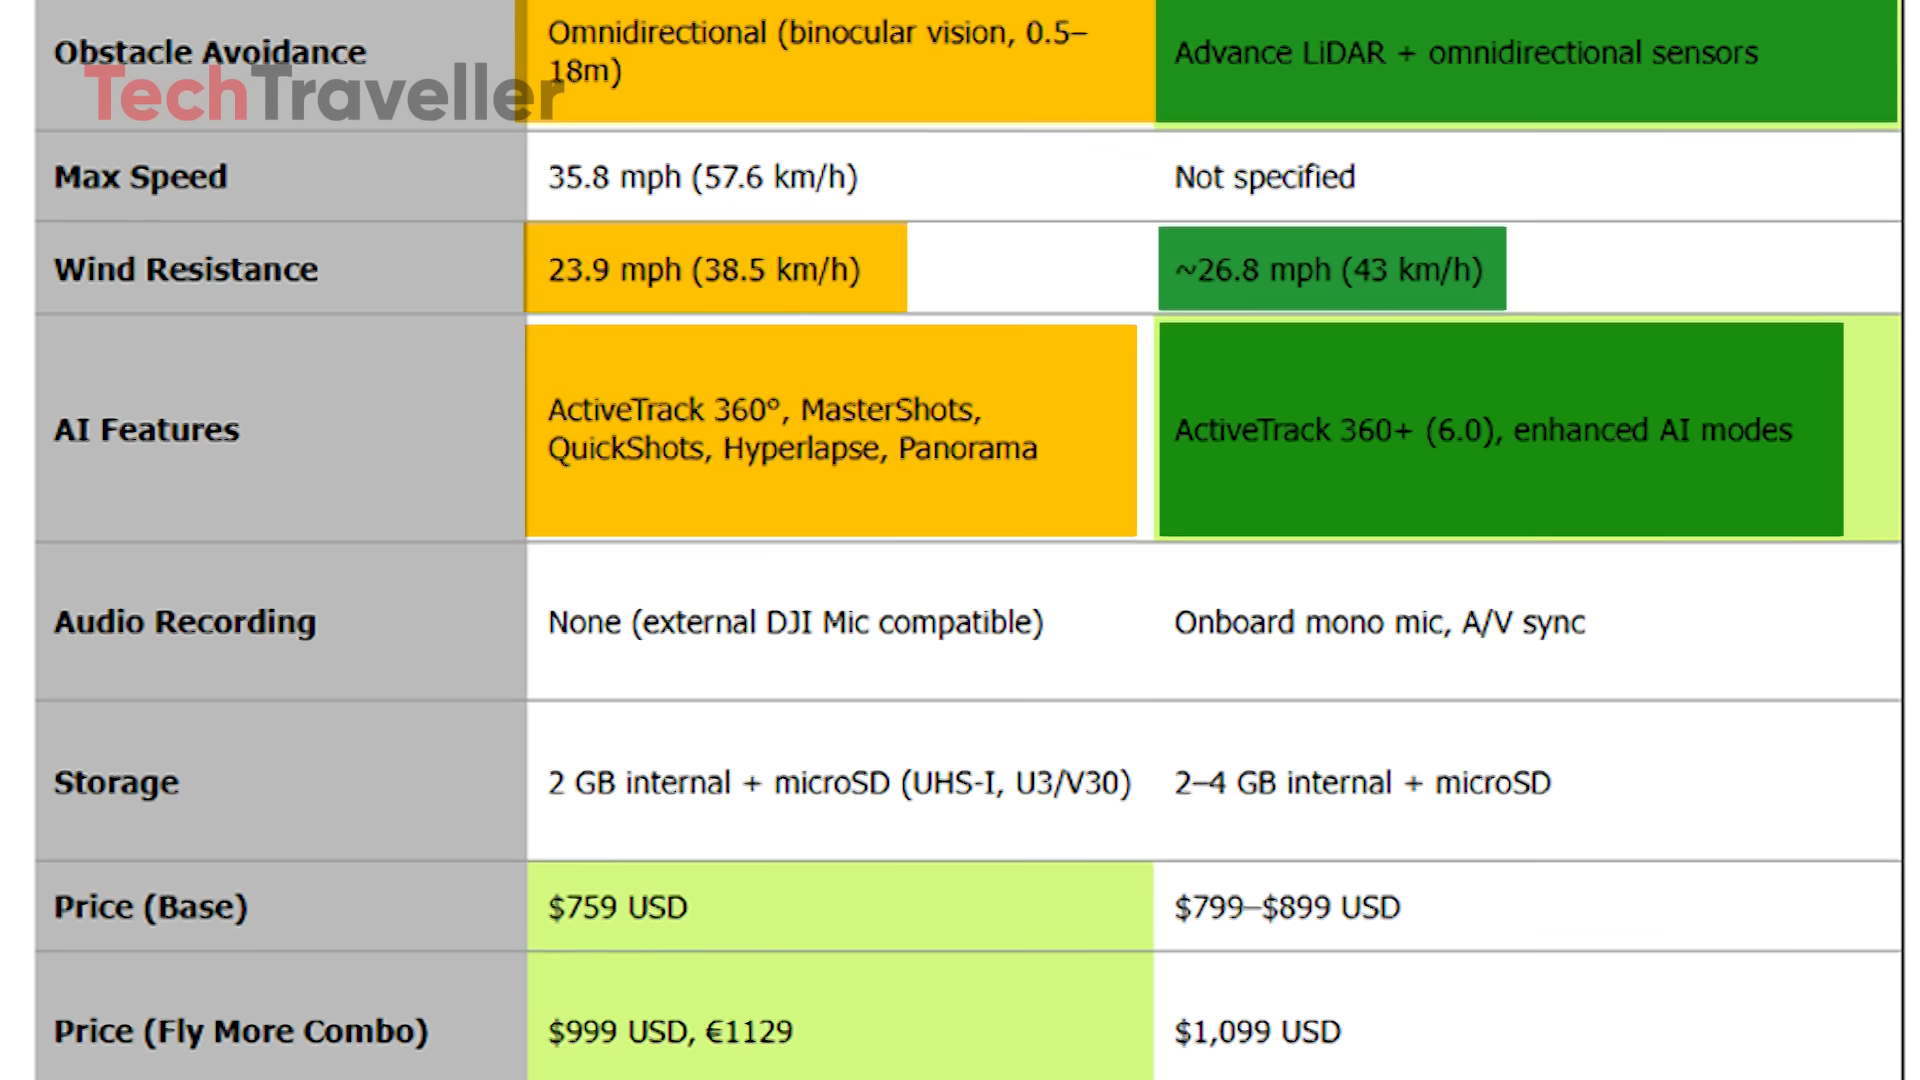 Obstacle Avoidance
Omnidirectional (binocular vision, 0.5–
18m)
Advance LiDAR + omnidirectional sensors
TechTraveller
Max Speed
35.8 mph (57.6 km/h)
Not specified
Wind Resistance
23.9 mph (38.5 km/h)
~26.8 mph (43 km/h)
AI Features
ActiveTrack 360°, MasterShots,
QuickShots, Hyperlapse, Panorama
ActiveTrack 360+ (6.0), enhanced AI modes
Audio Recording
None (external DJI Mic compatible)
Onboard mono mic, A/V sync
Storage
2 GB internal + microSD (UHS-I, U3/V30)
2–4 GB internal + microSD
Price (Base)
$759 USD
$799–$899 USD
Price (Fly More Combo)
$999 USD, €1129
$1,099 USD